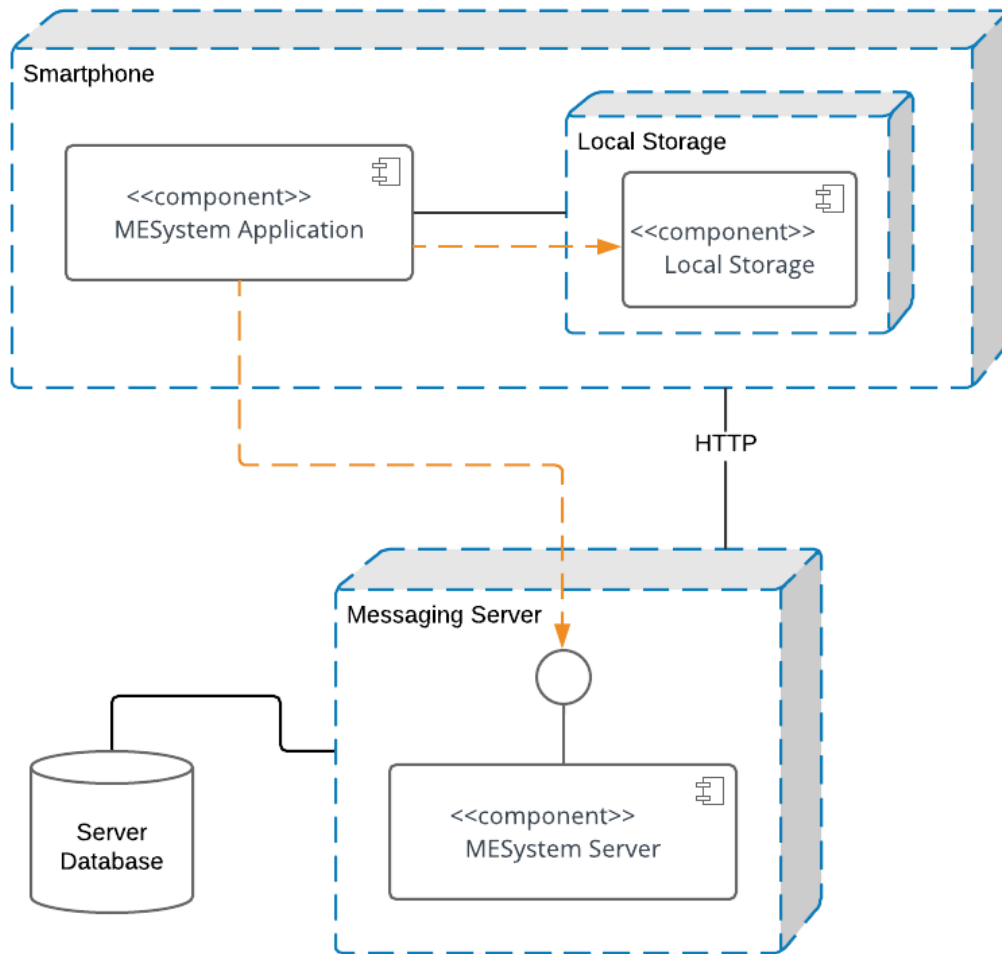 Smartphone
Local Storage
<<component>>
MESystem Application
<<component>>
Local Storage
HTTP
Messaging Server
<<component>>
MESystem Server
Server
Database